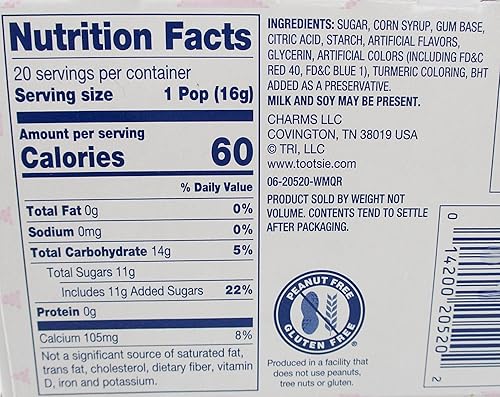 Nutrition Facts
20 servings per container
Serving size 1 Pop (16g)
Amount per serving
Calories 60
% Daily Value
Total Fat 0g 0%
Sodium 0mg 0%
Total Carbohydrate 14g 5%
Total Sugars 11g
Includes 11g Added Sugars 22%
Protein 0g
Calcium 105mg 8%
Not a significant source of saturated fat,
trans fat, cholesterol, dietary fiber, vitamin
D, iron and potassium.
INGREDIENTS: SUGAR, CORN SYRUP, GUM BASE,
CITRIC ACID, STARCH, ARTIFICIAL FLAVORS,
GLYCERIN, ARTIFICIAL COLORS (INCLUDING FD&C
RED 40, FD&C BLUE 1), TURMERIC COLORING, BHT
ADDED AS A PRESERVATIVE.
MILK AND SOY MAY BE PRESENT.
CHARMS LLC
COVINGTON, TN 38019 USA
© TRI, LLC
www.tootsie.com
06-20520-WMQR
PRODUCT SOLD BY WEIGHT NOT
VOLUME. CONTENTS TEND TO SETTLE
AFTER PACKAGING.
PEANUT FREE
GLUTEN FREE
Produced in a facility that
does not use peanuts,
tree nuts or gluten.
0 14200 20520 2